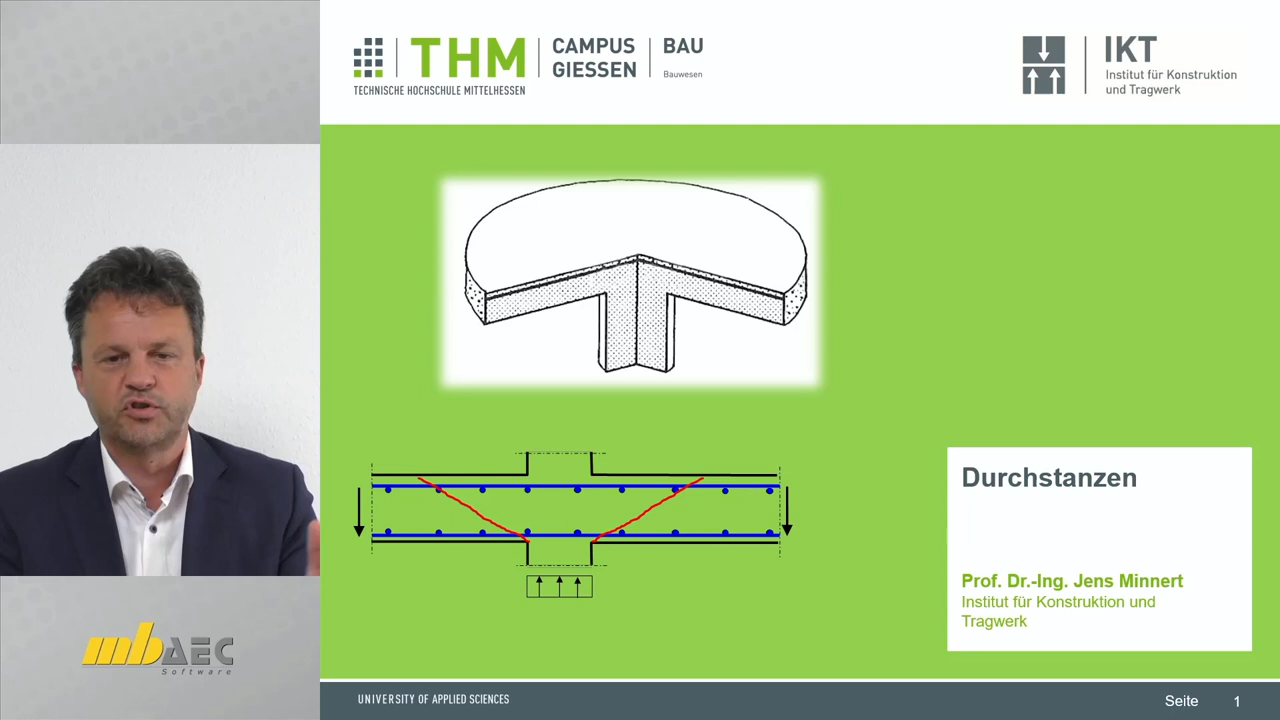 THM
CAMPUS
GIESSEN
BAU
Bauwesen
TECHNISCHE HOCHSCHULE MITTELHESSEN
IKT
Institut für Konstruktion
und Tragwerk
Durchstanzen
Prof. Dr.-Ing. Jens Minnert
Institut für Konstruktion und
Tragwerk
mbAEC
Software
UNIVERSITY OF APPLIED SCIENCES
Seite 1